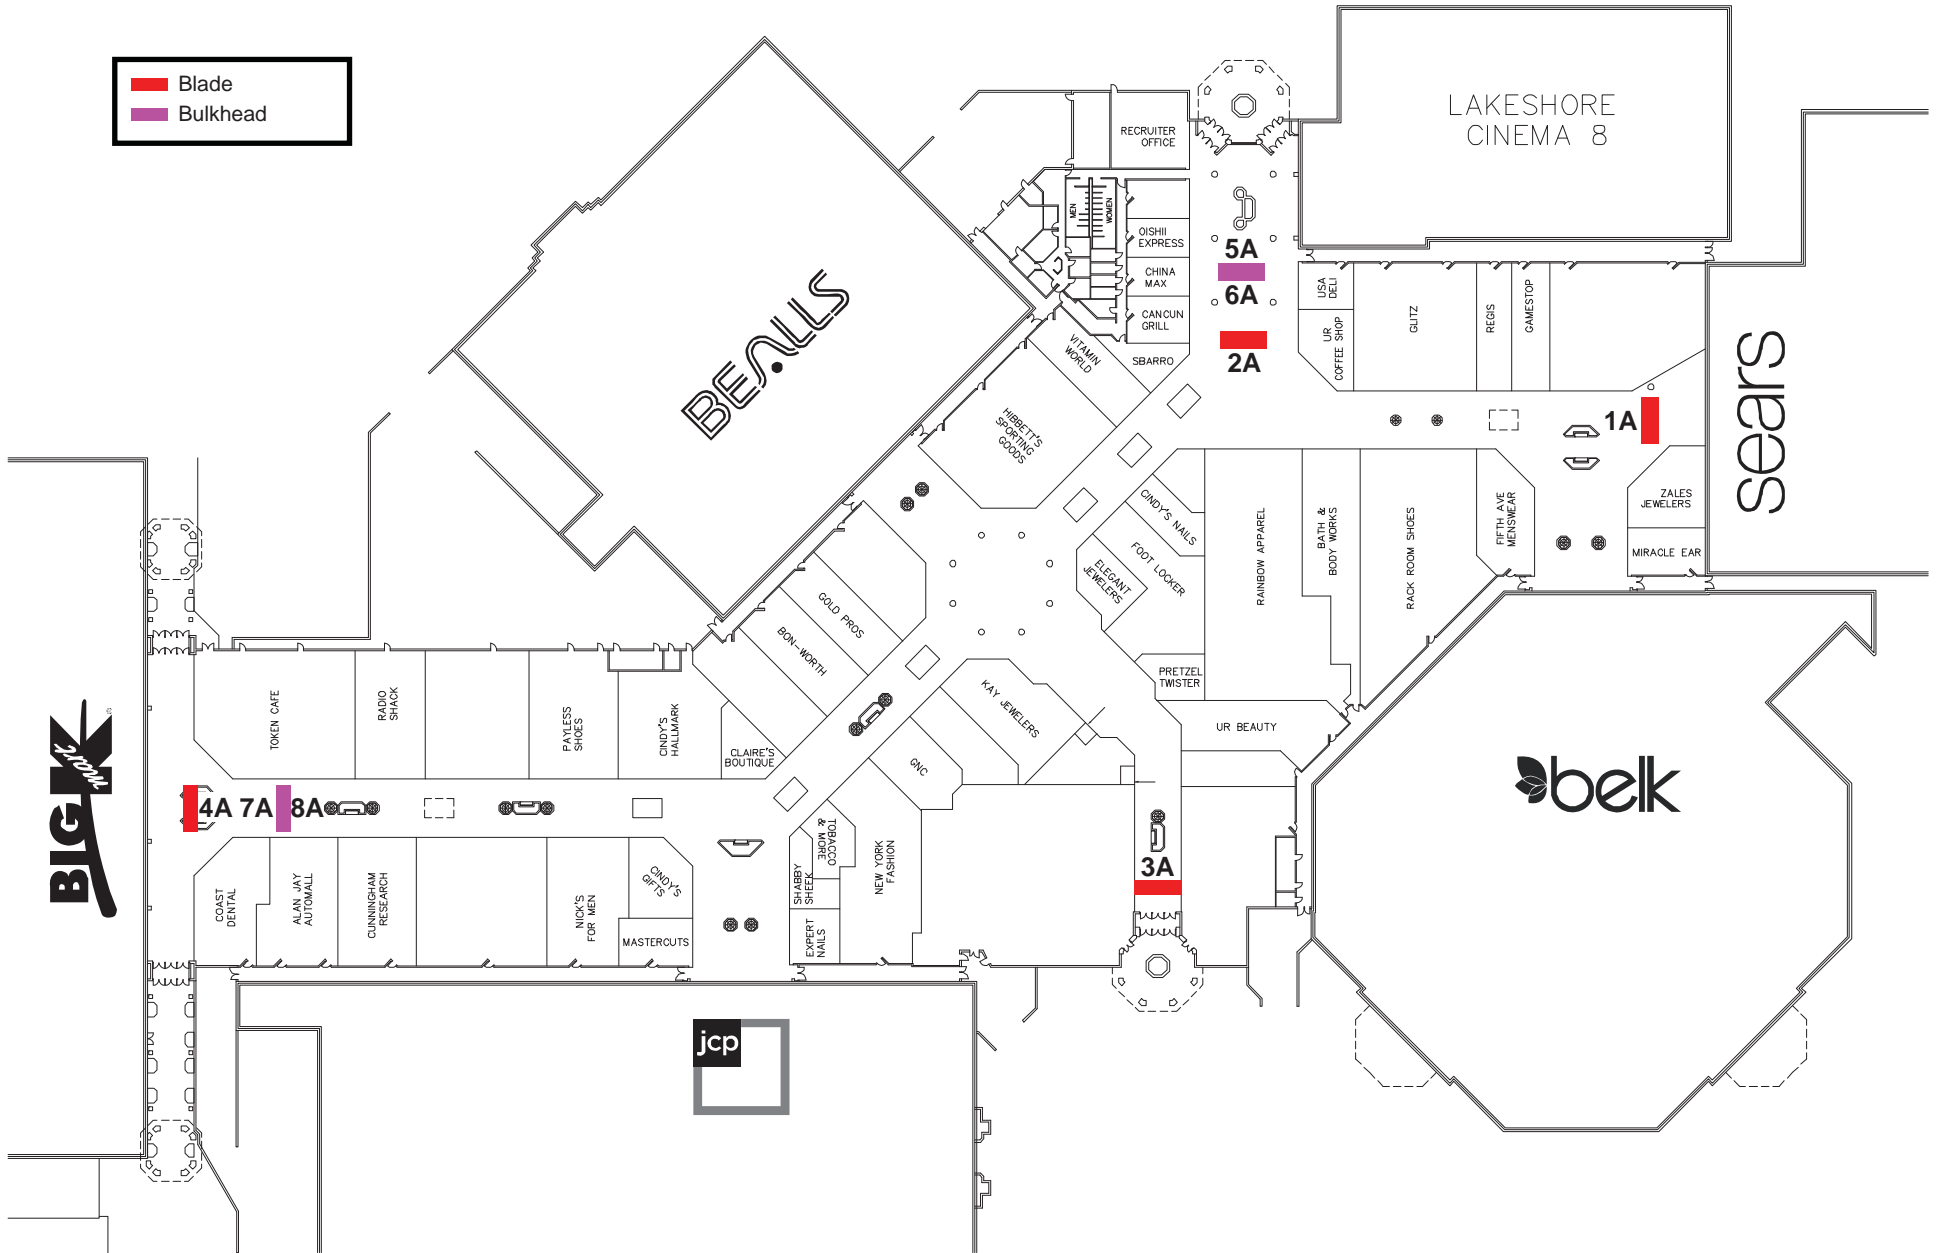 Blade
Bulkhead
LAKESHORE
CINEMA 8
RECRUITER
OFFICE
MEN
WOMEN
OISHII
EXPRESS
CHINA
MAX
CANCUN
GRILL
SBARRO
VITAMIN
WORLD
HIBBETT'S
SPORTING
GOODS
5A
6A
2A
USA
DELI
UR
COFFEE SHOP
GLITZ
REGIS
GAMESTOP
1A
sears
BEALLS
ZALES
JEWELERS
MIRACLE EAR
FIFTH AVE
MENSWEAR
RACK ROOM SHOES
BATH &
BODY WORKS
RAINBOW APPAREL
CINDY'S NAILS
FOOT LOCKER
ELEGANT
JEWELERS
PRETZEL
TWISTER
UR BEAUTY
belk
GOLD PROS
BON-WORTH
KAY JEWELERS
GNC
TOKEN CAFE
RADIO
SHACK
PAYLESS
SHOES
CINDY'S
HALLMARK
CLAIRE'S
BOUTIQUE
BIG K
mart
4A
7A
8A
COAST
DENTAL
ALAN JAY
AUTOMALL
CUNNINGHAM
RESEARCH
NICK'S
FOR MEN
CINDY'S
GIFTS
MASTERCUTS
SHABBY
SHEEK
TOBACCO
& MORE
EXPERT
NAILS
NEW YORK
FASHION
3A
jcp